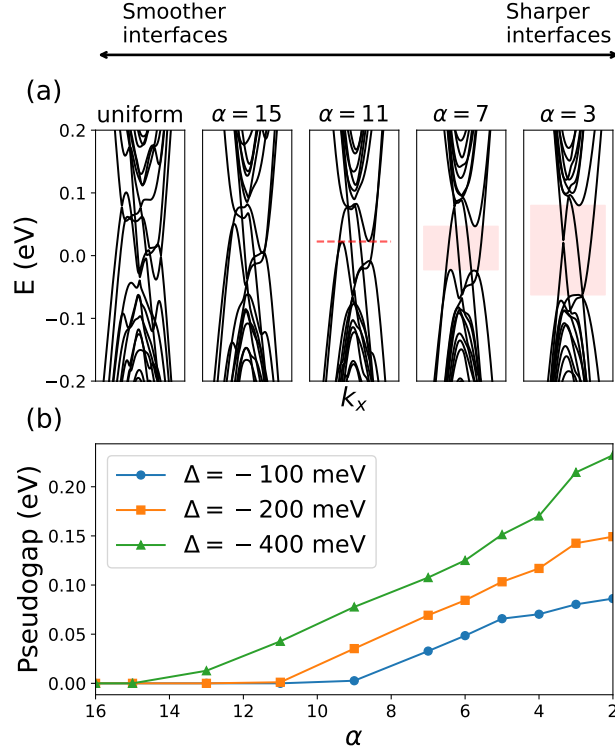 Smoother interfaces
Sharper interfaces
(a)
uniform
α = 15
α = 11
α = 7
α = 3
E (eV)
0.2
0.1
0.0
−0.1
−0.2
k_x
(b)
Pseudogap (eV)
0.20
0.15
0.10
0.05
0.00
Δ = − 100 meV
Δ = − 200 meV
Δ = − 400 meV
16
14
12
10
8
6
4
2
α